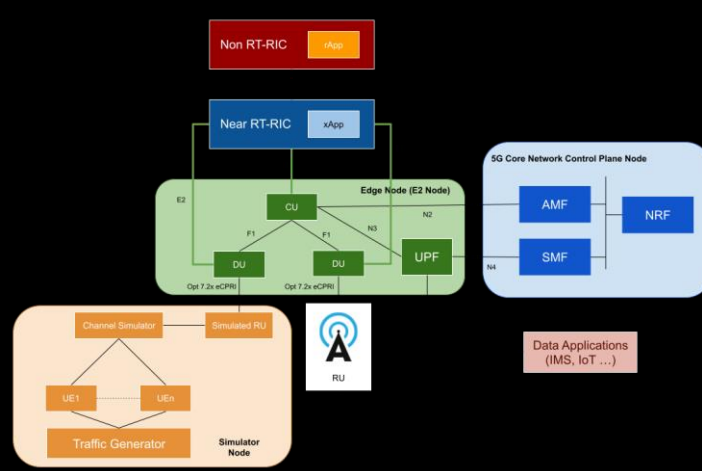 Non RT-RIC
rApp
Near RT-RIC
xApp
5G Core Network Control Plane Node
Edge Node (E2 Node)
E2
CU
N2
AMF
NRF
F1
F1
N3
DU
DU
UPF
N4
SMF
Opt 7.2x eCPRI
Opt 7.2x eCPRI
Channel Simulator
Simulated RU
RU
Data Applications
(IMS, IoT ...)
UE1
UEn
Traffic Generator
Simulator
Node